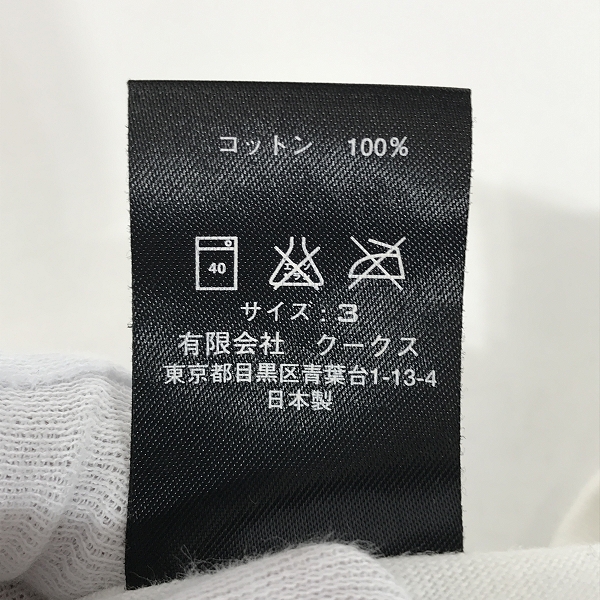 コットン 100%
40
サイズ : 3
有限会社 クークス
東京都目黒区青葉台1-13-4
日本製